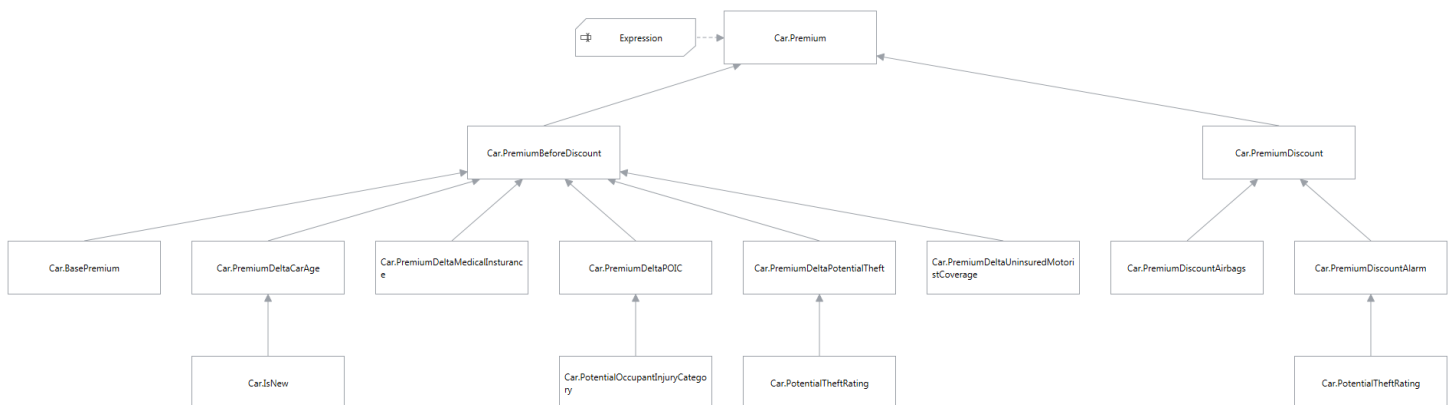 Expression
Car.Premium
Car.PremiumBeforeDiscount
Car.PremiumDiscount
Car.BasePremium
Car.PremiumDeltaCarAge
Car.PremiumDeltaMedicalInsturanc
e
Car.PremiumDeltaPOIC
Car.PremiumDeltaPotentialTheft
Car.PremiumDeltaUninsuredMotori
stCoverage
Car.PremiumDiscountAirbags
Car.PremiumDiscountAlarm
Car.IsNew
Car.PotentialOccupantInjuryCatego
ry
Car.PotentialTheftRating
Car.PotentialTheftRating